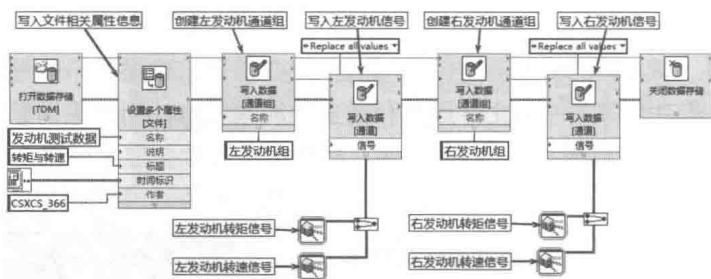 写入文件相关属性信息
创建左发动机通道组
写入左发动机信号
创建右发动机通道组
写入右发动机信号
Replace all values
Replace all values
打开数据存储
[TDM]
设置多个属性
[文件]
名称
说明
标题
时间标识
作者
写入数据
[通道组]
名称
写入数据
[通道]
信号
写入数据
[通道组]
名称
写入数据
[通道]
信号
关闭数据存储
发动机测试数据
转矩与转速
CSXCS_366
左发动机组
右发动机组
左发动机转矩信号
左发动机转速信号
右发动机转矩信号
右发动机转速信号